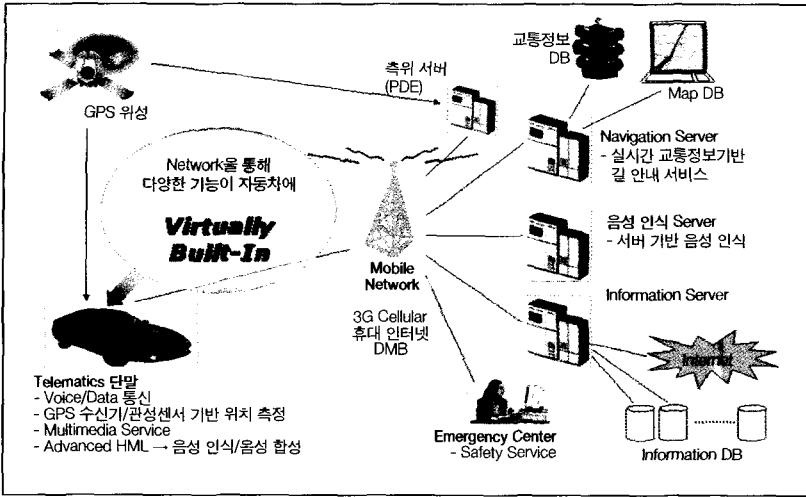 GPS 위성
측위 서버
(PDE)
교통정보
DB
Map DB
Navigation Server
- 실시간 교통정보기반
길 안내 서비스
Network을 통해
다양한 기능이 자동차에
Virtually
Built-In
Mobile
Network
3G Cellular
휴대 인터넷
DMB
음성 인식 Server
- 서버 기반 음성 인식
Information Server
Internet
Information DB
Emergency Center
- Safety Service
Telematics 단말
- Voice/Data 통신
- GPS 수신기/관성센서 기반 위치 측정
- Multimedia Service
- Advanced HML → 음성 인식/음성 합성